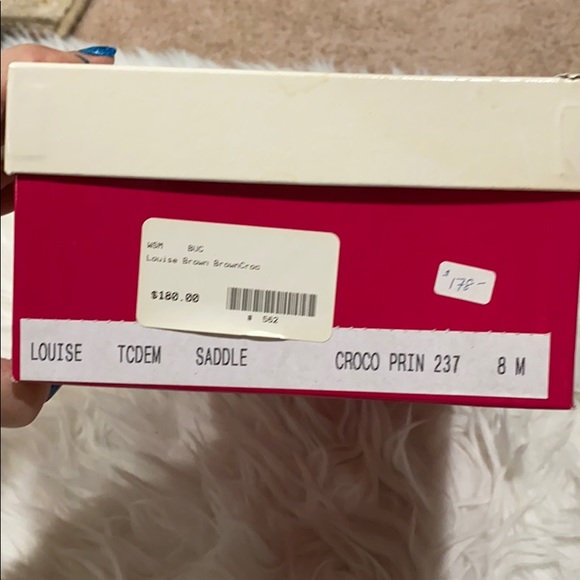 WSM BUC
Louise Brown BrownCroc
$180.00
# 562
$178-
LOUISE TCDEM SADDLE CROCO PRIN 237 8 M